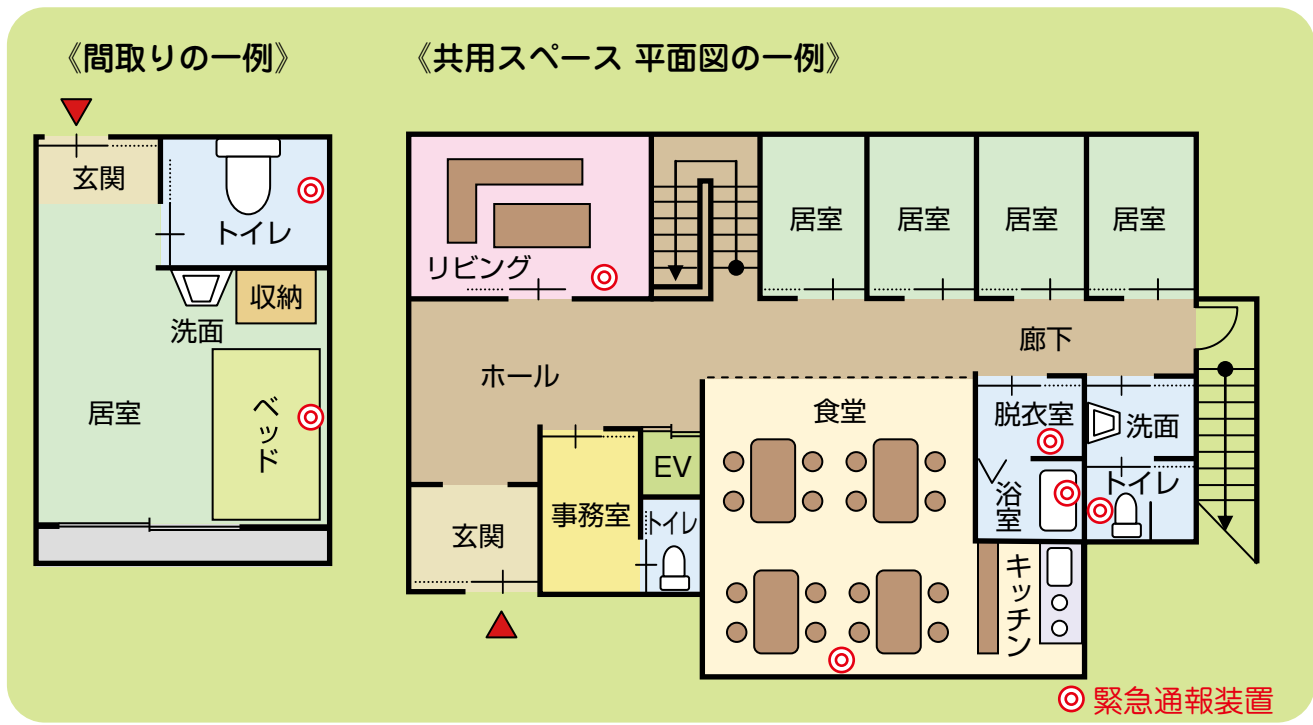 《間取りの一例》
《共用スペース 平面図の一例》
玄関
トイレ
収納
洗面
居室
ベッド
リビング
居室
居室
居室
居室
ホール
廊下
食堂
脱衣室
洗面
EV
浴室
トイレ
事務室
トイレ
玄関
キッチン
緊急通報装置